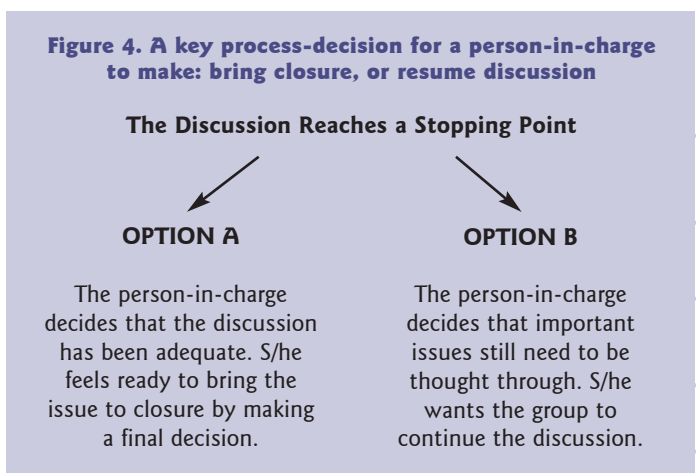 Figure 4. A key process-decision for a person-in-charge
to make: bring closure, or resume discussion
The Discussion Reaches a Stopping Point
OPTION A
The person-in-charge
decides that the discussion
has been adequate. S/he
feels ready to bring the
issue to closure by making
a final decision.
OPTION B
The person-in-charge
decides that important
issues still need to be
thought through. S/he
wants the group to
continue the discussion.